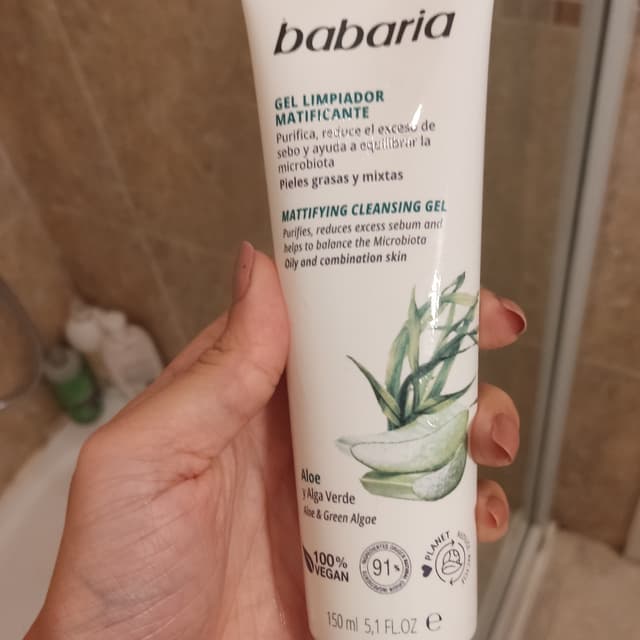 babaria
GEL LIMPIADOR
MATIFICANTE
Purifica, reduce el exceso de
sebo y ayuda a equilibrar la
microbiota
Pieles grasas y mixtas
MATTIFYING CLEANSING GEL
Purifies, reduces excess sebum and
helps to balance the Microbiota
Oily and combination skin
Aloe
y Alga Verde
Aloe & Green Algae
100%
VEGAN
91%
PLANET
150 ml 5,1 FL.OZ e